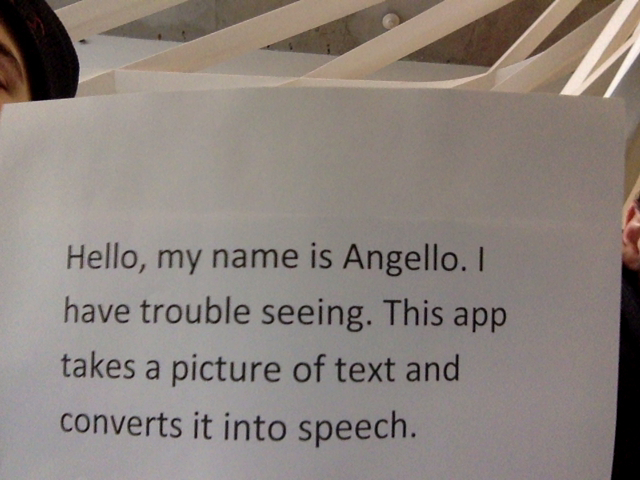 Hello, my name is Angello. I
have trouble seeing. This app
takes a picture of text and
converts it into speech.